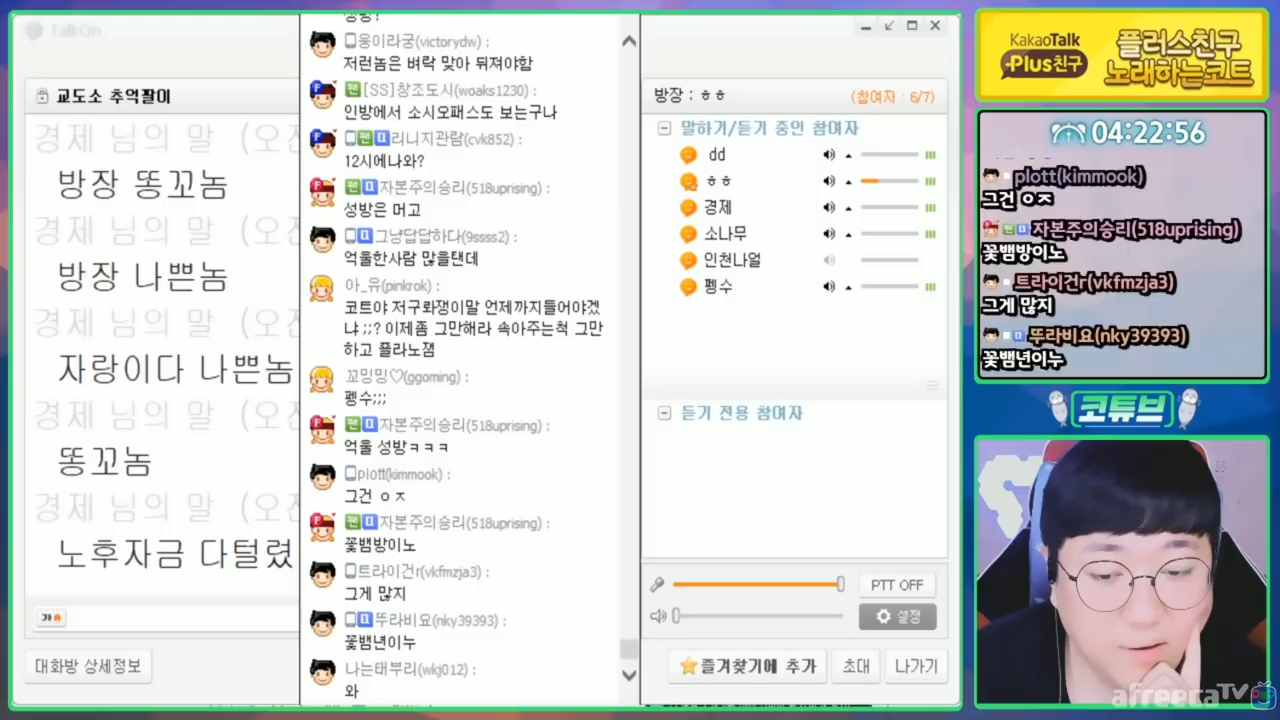 TalkOn
교도소 추억팔이
경제 님의 말 (오전
방장 똥꼬놈
경제 님의 말 (오
방장 나쁜놈
경제 님의 말 (오
자랑이다 나쁜놈
경제 님의 말 (오
똥꼬놈
경제 님의 말 (오
노후자금 다털렸
가
대화방 상세정보
웅이라궁(victorydw) :
저런놈은 벼락 맞아 뒤져야함
팬 [SS]창조도시(woaks1230) :
인방에서 소시오패스도 보는구나
팬 리니지관람(cvk852) :
12시에나와?
팬 자본주의승리(518uprising) :
성방은 머고
그냥답답하다(9ssss2) :
억울한사람 많을탠데
아_유(pinkrok) :
코트야 저구롸쟁이말 언제까지들어야겠
냐 ;;? 이제좀 그만해라 속아주는척 그만
하고 플라노잼
꼬밍밍♡(ggoming) :
펭수;;;
팬 자본주의승리(518uprising) :
억울 성방ㅋㅋㅋ
plott(kimmook) :
그건 ㅇㅈ
팬 자본주의승리(518uprising) :
꽃뱀방이노
트라이건r(vkfmzja3) :
그게 많지
뚜라비요(nky39393) :
꽃뱀년이누
나는태부리(wkj012) :
와
방장 : ㅎㅎ (참여자 : 6/7)
말하기/듣기 중인 참여자
dd
ㅎㅎ
경제
소나무
인천나얼
펭수
듣기 전용 참여자
PTT OFF
설정
즐겨찾기에 추가 초대 나가기
KakaoTalk
Plus친구
플러스친구
노래하는코트
04:22:56
plott(kimmook)
그건 ㅇㅈ
팬 자본주의승리(518uprising)
꽃뱀방이노
트라이건r(vkfmzja3)
그게 많지
뚜라비요(nky39393)
꽃뱀년이누
코튜브
afreecaTV